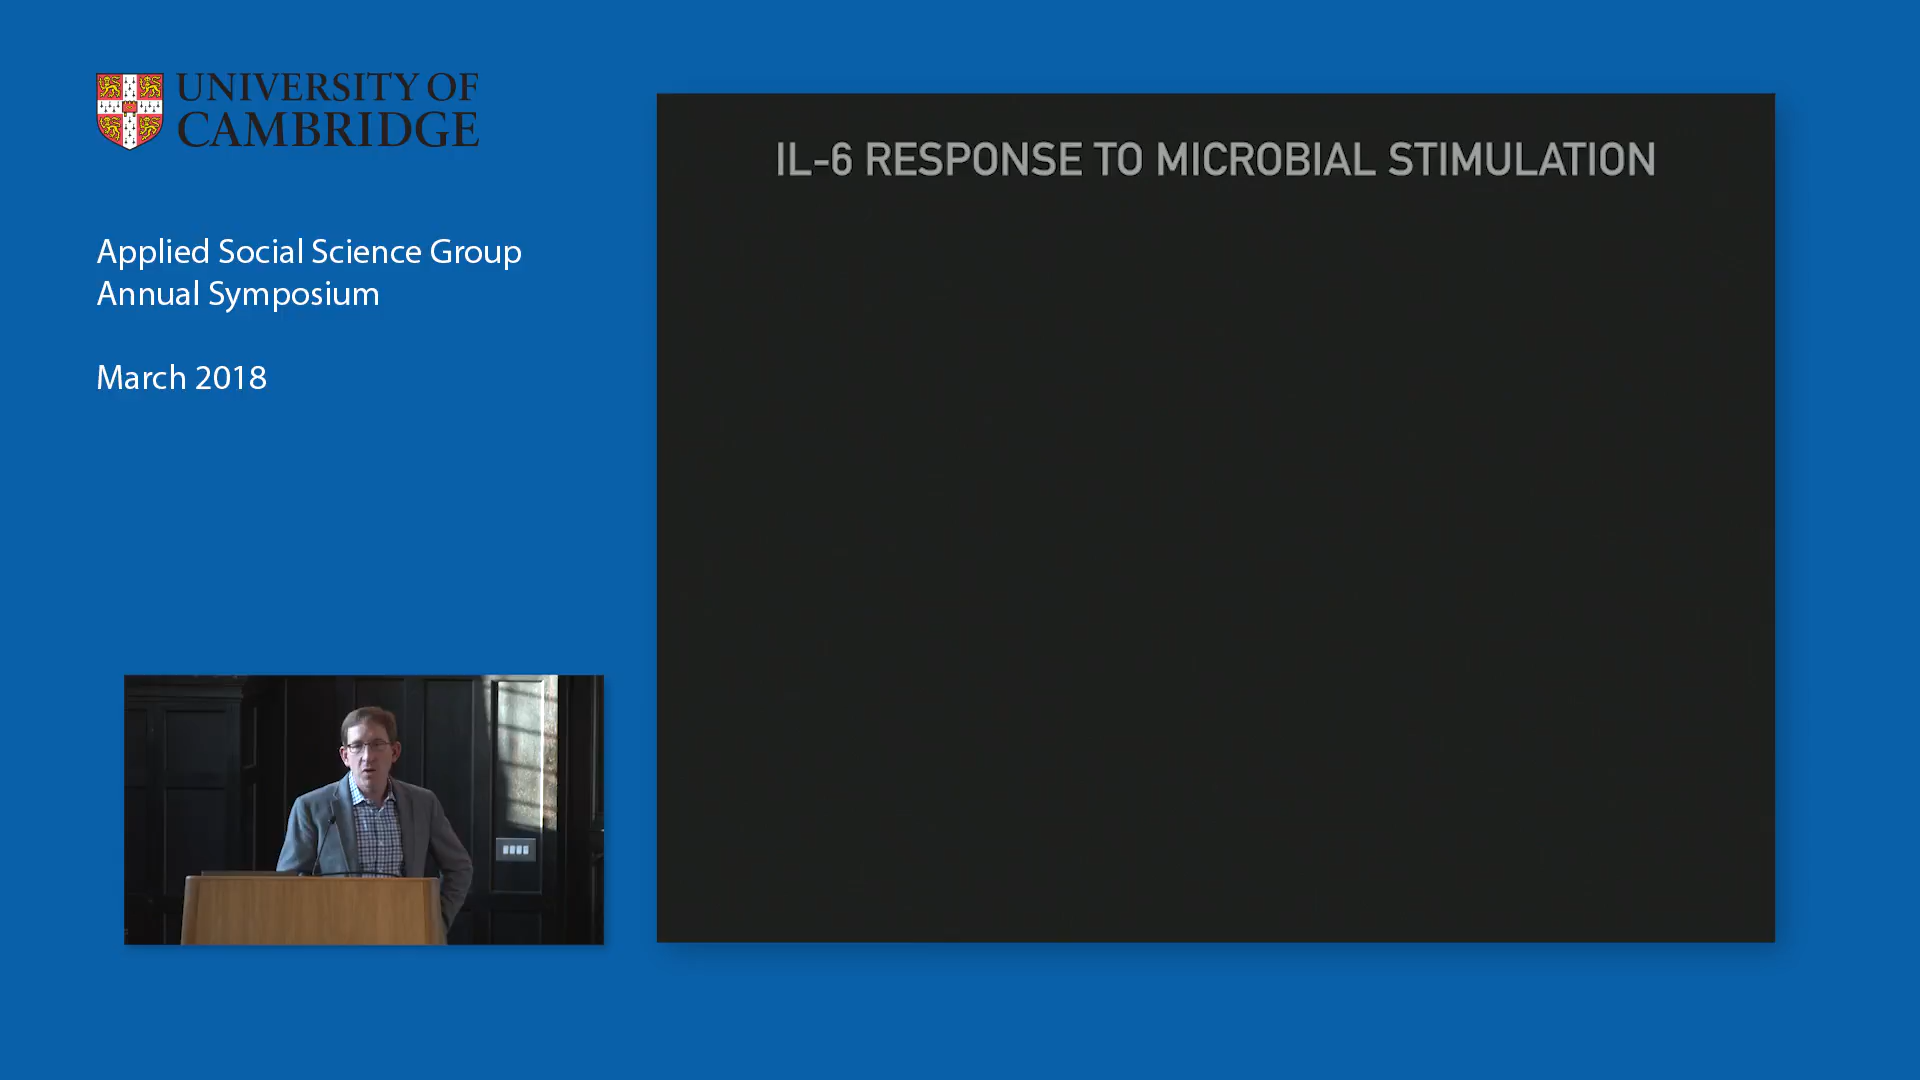 UNIVERSITY OF
CAMBRIDGE
Applied Social Science Group
Annual Symposium
March 2018
IL-6 RESPONSE TO MICROBIAL STIMULATION